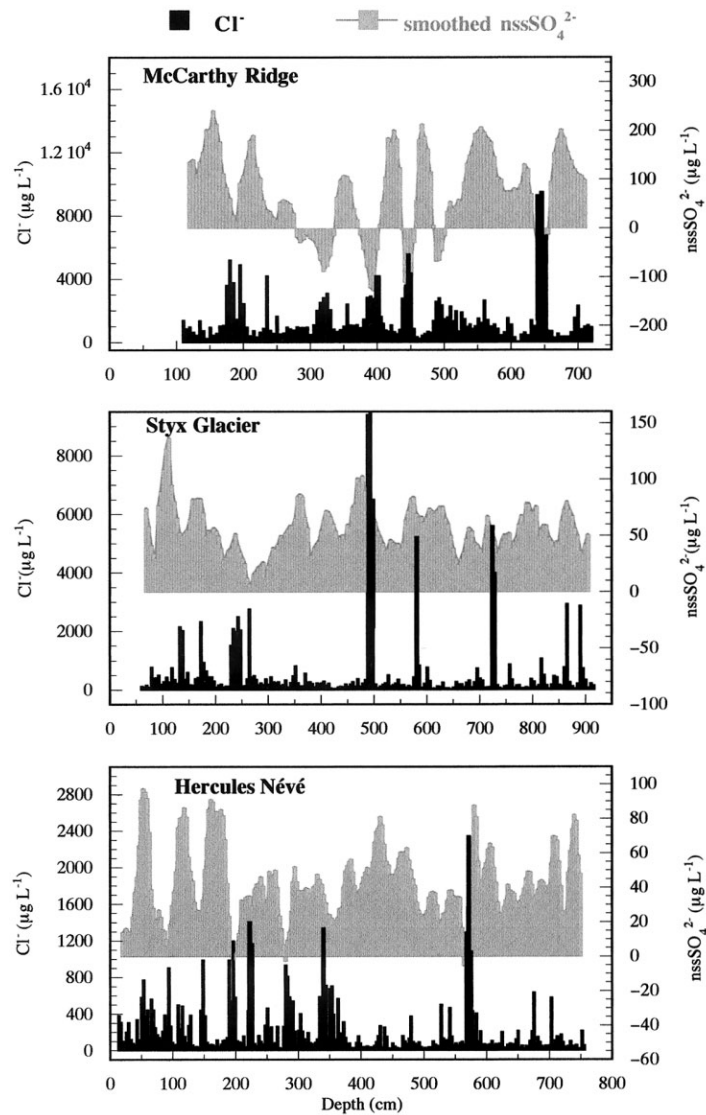 Cl⁻ smoothed nssSO₄²⁻
McCarthy Ridge
1.6 10⁴
1.2 10⁴
8000
4000
0
Cl⁻ (µg L⁻¹)
300
200
100
0
−100
−200
nssSO₄²⁻ (µg L⁻¹)
0 100 200 300 400 500 600 700
Styx Glacier
8000
6000
4000
2000
0
Cl⁻(µg L⁻¹)
150
100
50
0
−50
−100
nssSO₄²⁻(µg L⁻¹)
0 100 200 300 400 500 600 700 800 900
Hercules Névé
2800
2400
2000
1600
1200
800
400
0
Cl⁻ (µg L⁻¹)
100
80
60
40
20
0
−20
−40
−60
nssSO₄²⁻ (µg L⁻¹)
0 100 200 300 400 500 600 700 800
Depth (cm)